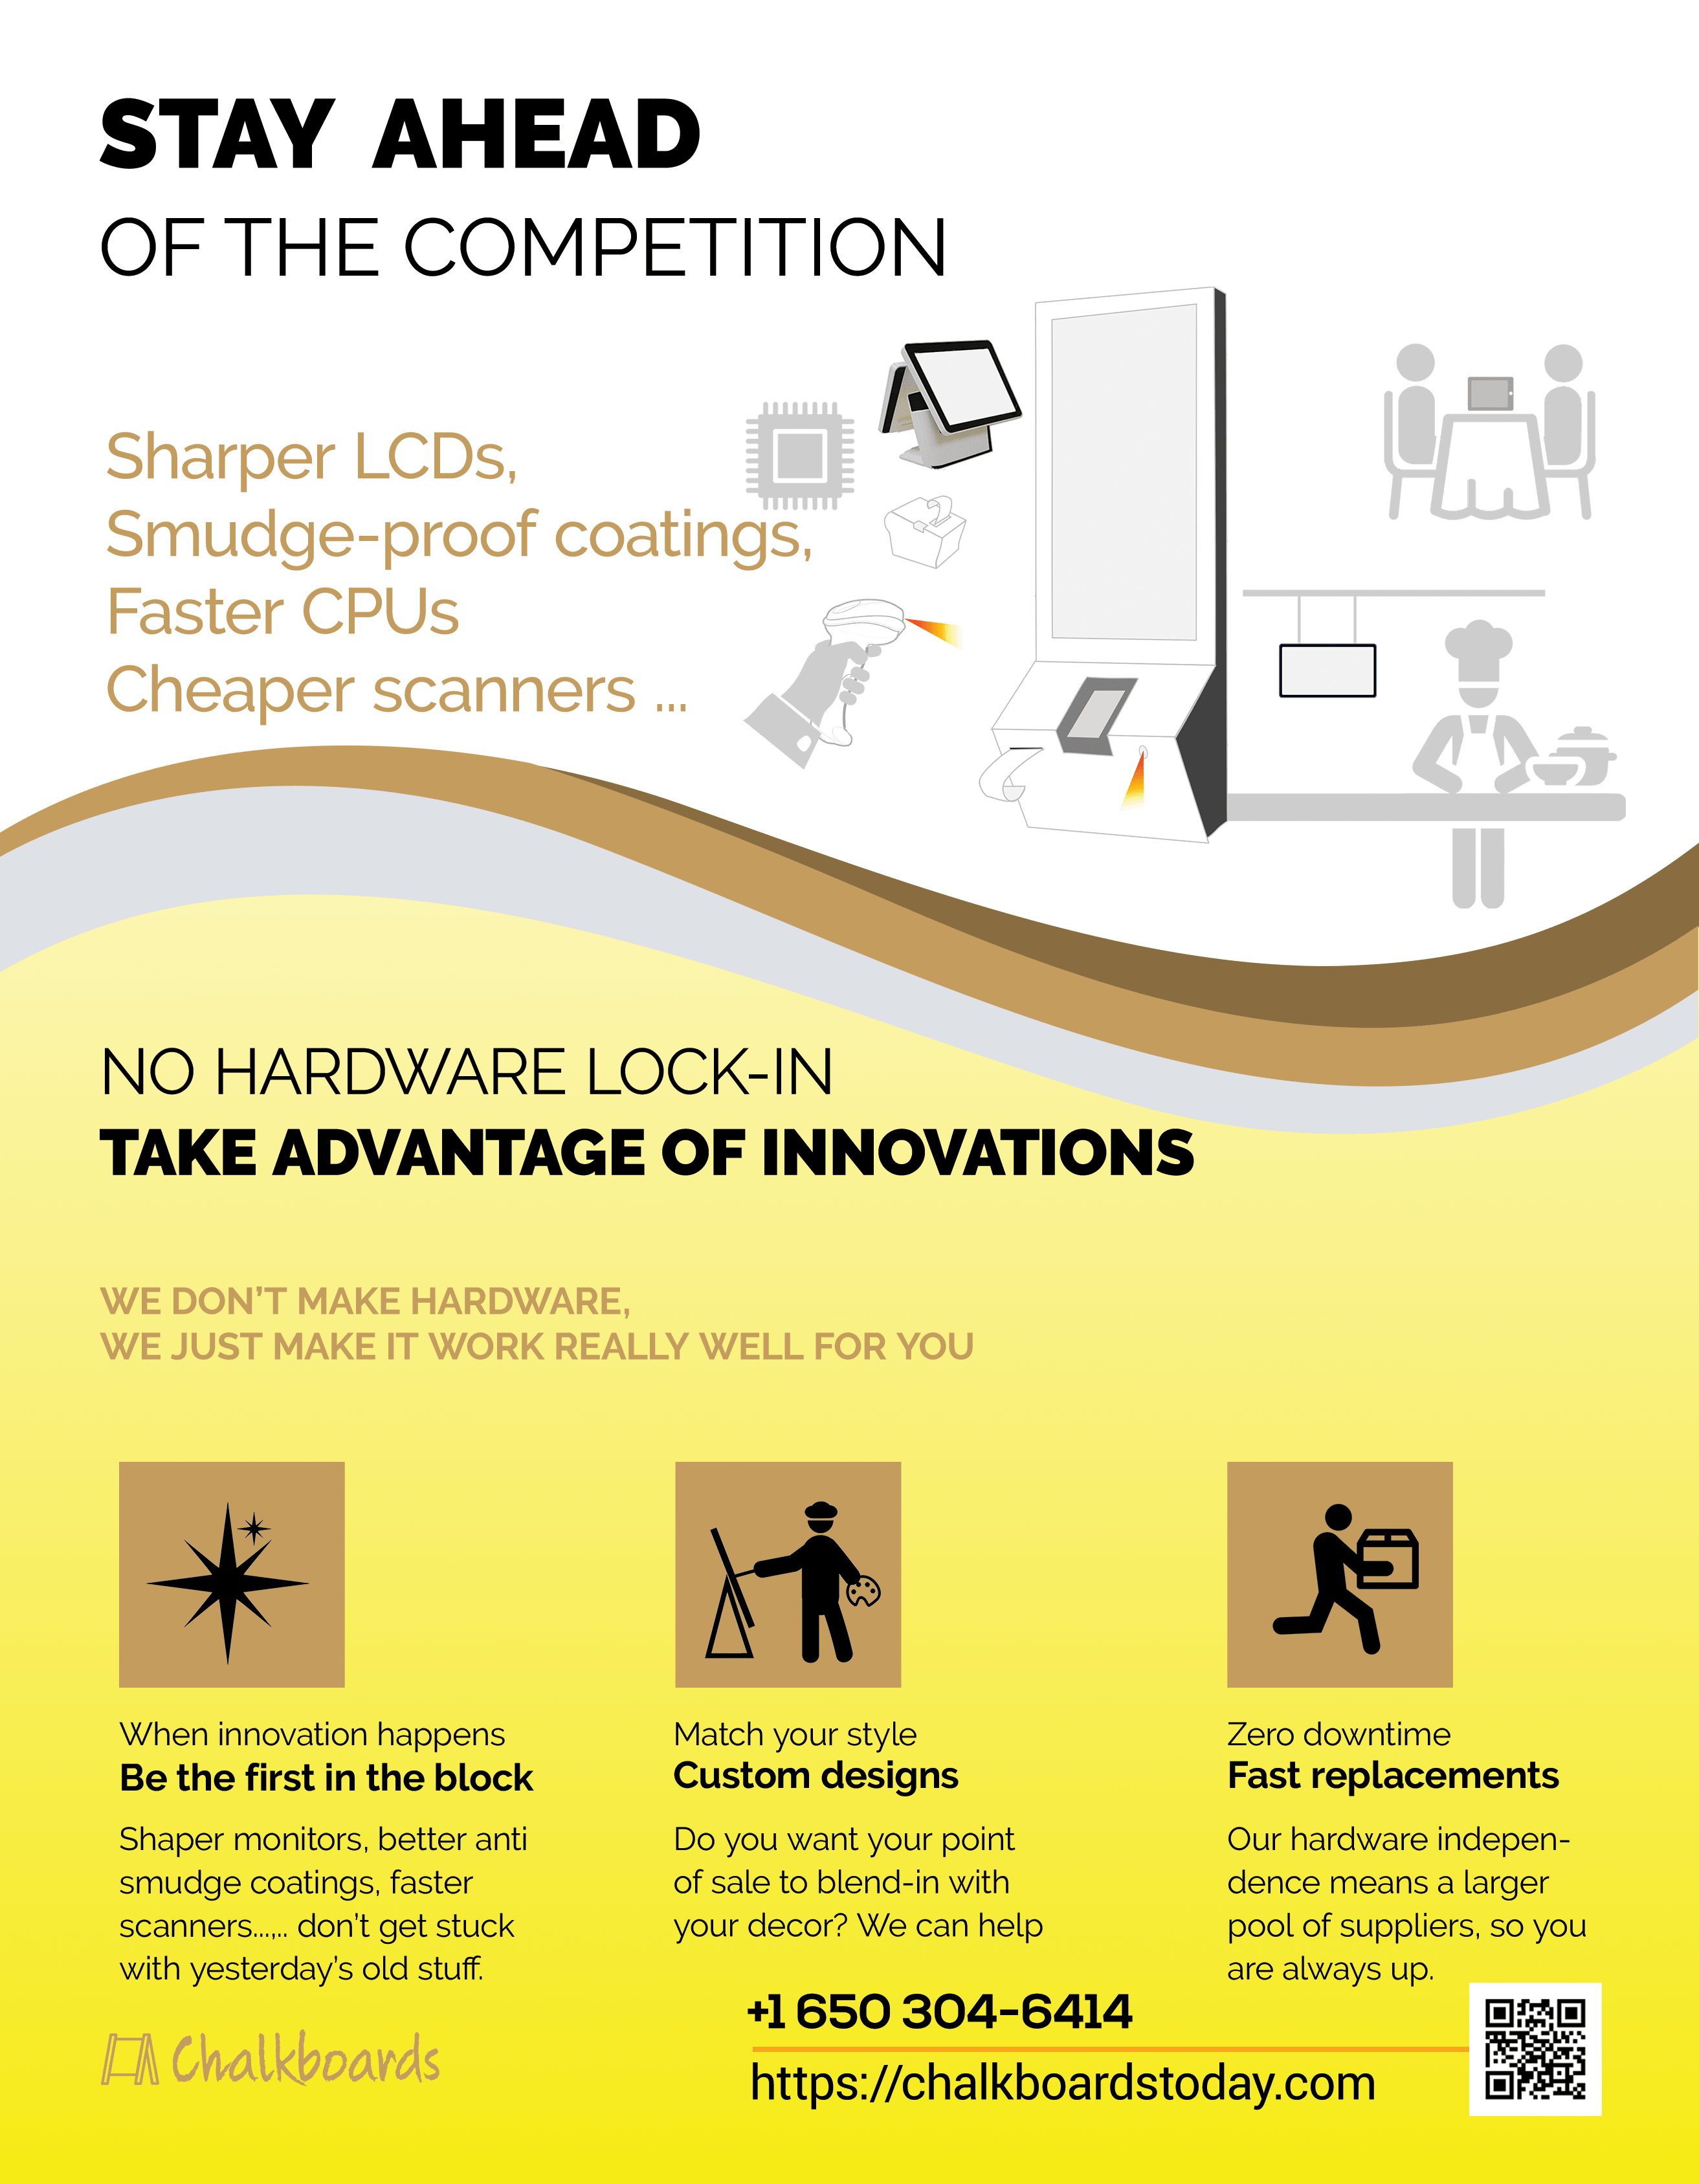 STAY AHEAD
OF THE COMPETITION
Sharper LCDs,
Smudge-proof coatings,
Faster CPUs
Cheaper scanners ...
NO HARDWARE LOCK-IN
TAKE ADVANTAGE OF INNOVATIONS
WE DON'T MAKE HARDWARE,
WE JUST MAKE IT WORK REALLY WELL FOR YOU
When innovation happens
Be the first in the block
Shaper monitors, better anti
smudge coatings, faster
scanners...,.. don't get stuck
with yesterday's old stuff.
Match your style
Custom designs
Do you want your point
of sale to blend-in with
your decor? We can help
Zero downtime
Fast replacements
Our hardware indepen-
dence means a larger
pool of suppliers, so you
are always up.
Chalkboards
+1 650 304-6414
https://chalkboardstoday.com